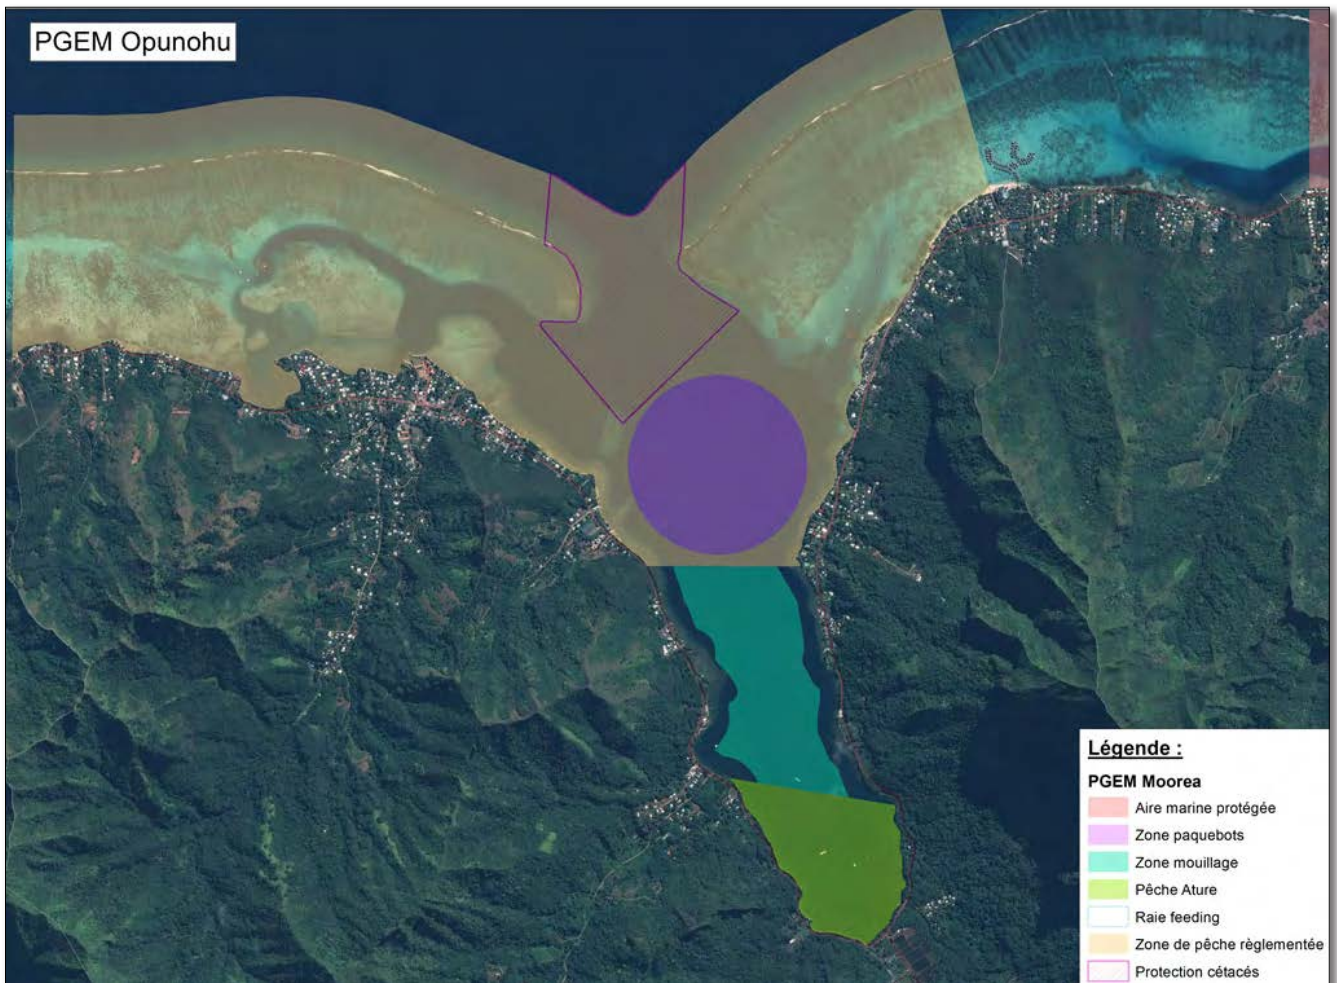 PGEM Opunohu
Légende :
PGEM Moorea
Aire marine protégée
Zone paquebots
Zone mouillage
Pêche Ature
Raie feeding
Zone de pêche règlementée
Protection cétacés